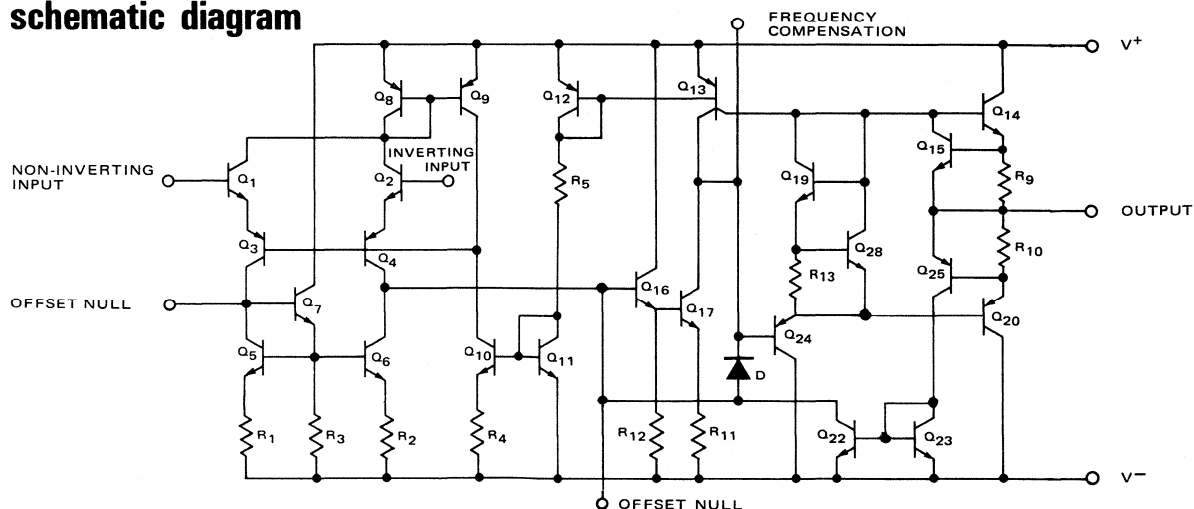 schematic diagram
FREQUENCY
COMPENSATION
V+
Q8
Q9
Q12
Q13
Q14
Q15
NON-INVERTING
INPUT
Q1
Q2
INVERTING
INPUT
R5
Q19
R9
OUTPUT
Q3
Q4
Q28
R10
Q25
R13
OFFSET NULL
Q7
Q16
Q17
Q20
Q24
Q5
Q6
Q10
Q11
D
R1
R3
R2
R4
R12
R11
Q22
Q23
V−
OFFSET NULL